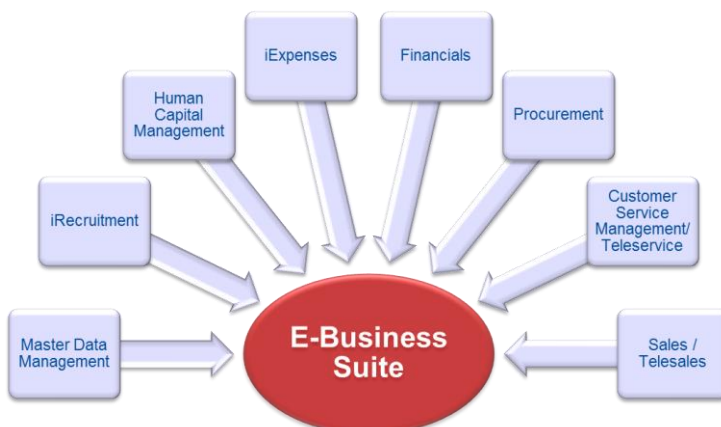 iExpenses
Financials
Human
Capital
Management
Procurement
iRecruitment
Customer
Service
Management/
Teleservice
Master Data
Management
E-Business
Suite
Sales /
Telesales